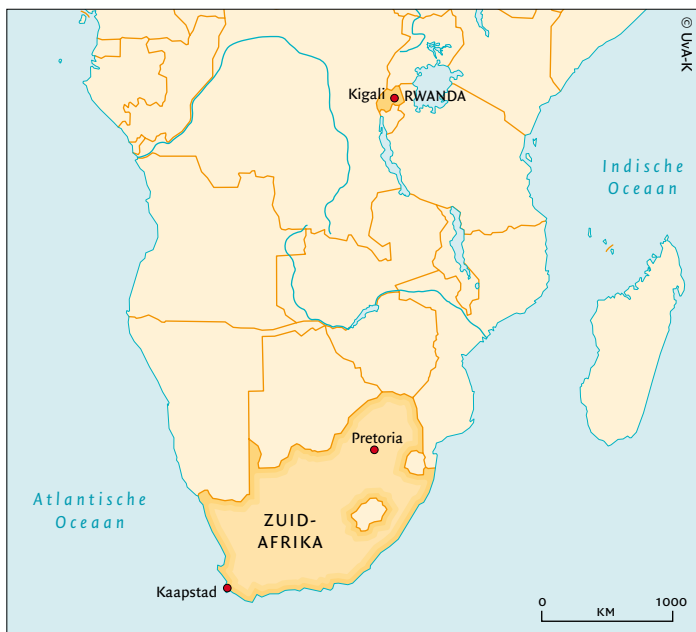 © UvA-K
Kigali
RWANDA
Indische
Oceaan
Pretoria
Atlantische
Oceaan
ZUID-
AFRIKA
Kaapstad
0 1000
KM